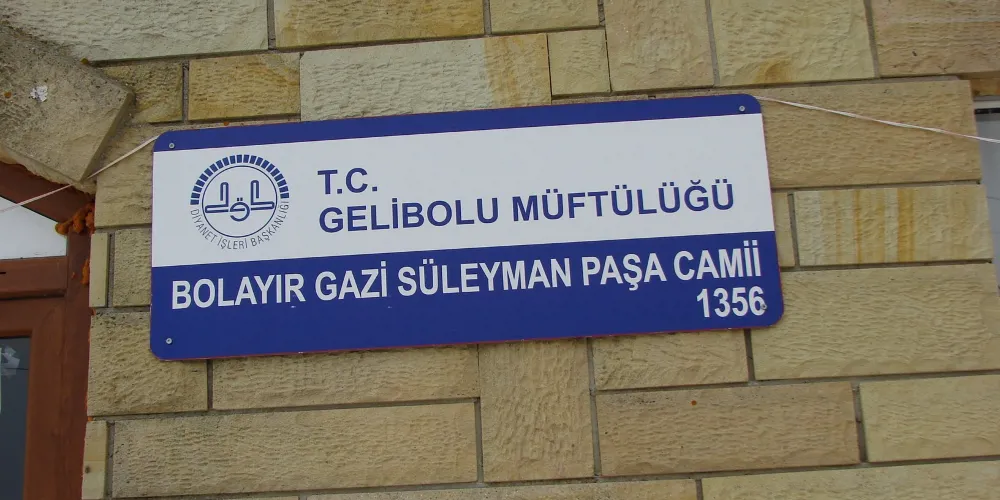 DİYANET İŞLERİ BAŞKANLIĞI
T.C.
GELİBOLU MÜFTÜLÜĞÜ
BOLAYIR GAZİ SÜLEYMAN PAŞA CAMİİ
1356